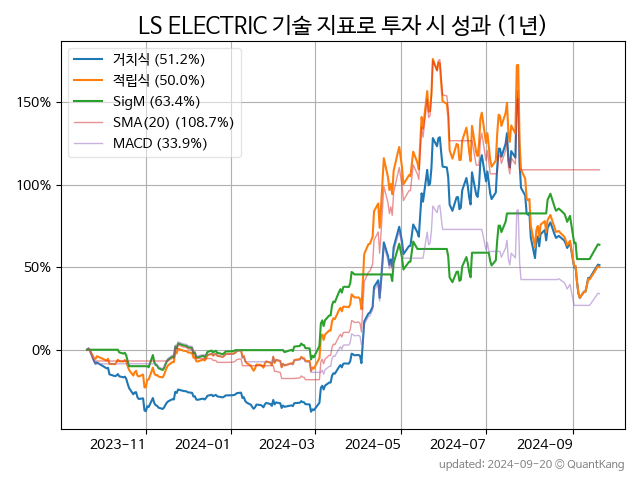 LS ELECTRIC 기술 지표로 투자 시 성과 (1년)
거치식 (51.2%)
적립식 (50.0%)
SigM (63.4%)
SMA(20) (108.7%)
MACD (33.9%)
150%
100%
50%
0%
2023-11 2024-01 2024-03 2024-05 2024-07 2024-09
updated: 2024-09-20 © QuantKang